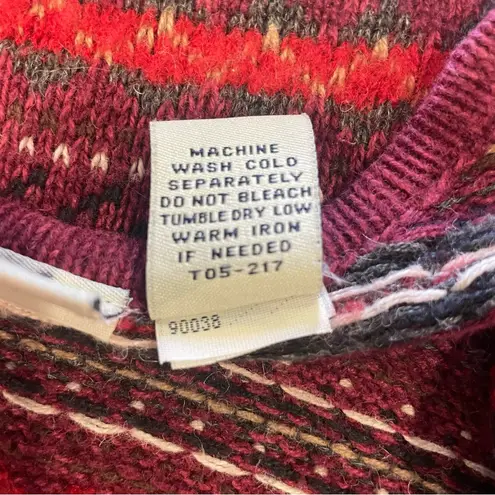 MACHINE
WASH COLD
SEPARATELY
DO NOT BLEACH
TUMBLE DRY LOW
WARM IRON
IF NEEDED
T05-217
90038